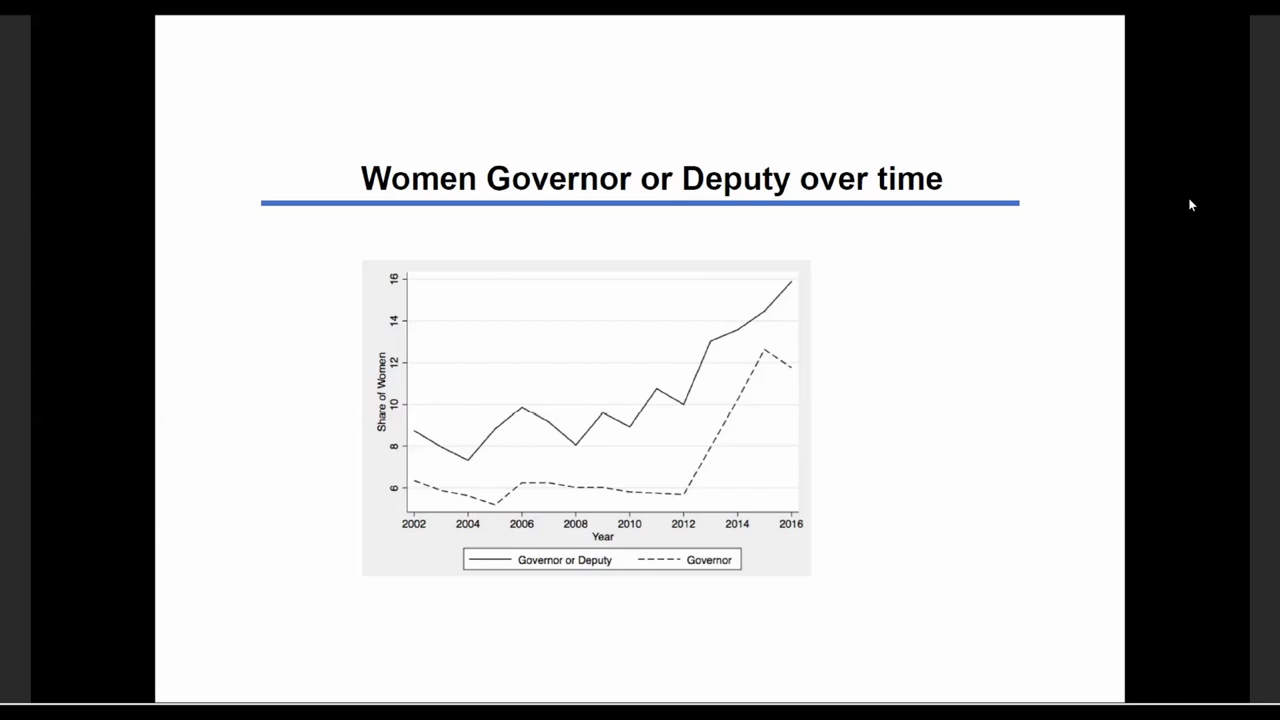 Women Governor or Deputy over time
16
14
12
10
8
6
Share of Women
2002 2004 2006 2008 2010 2012 2014 2016
Year
Governor or Deputy Governor